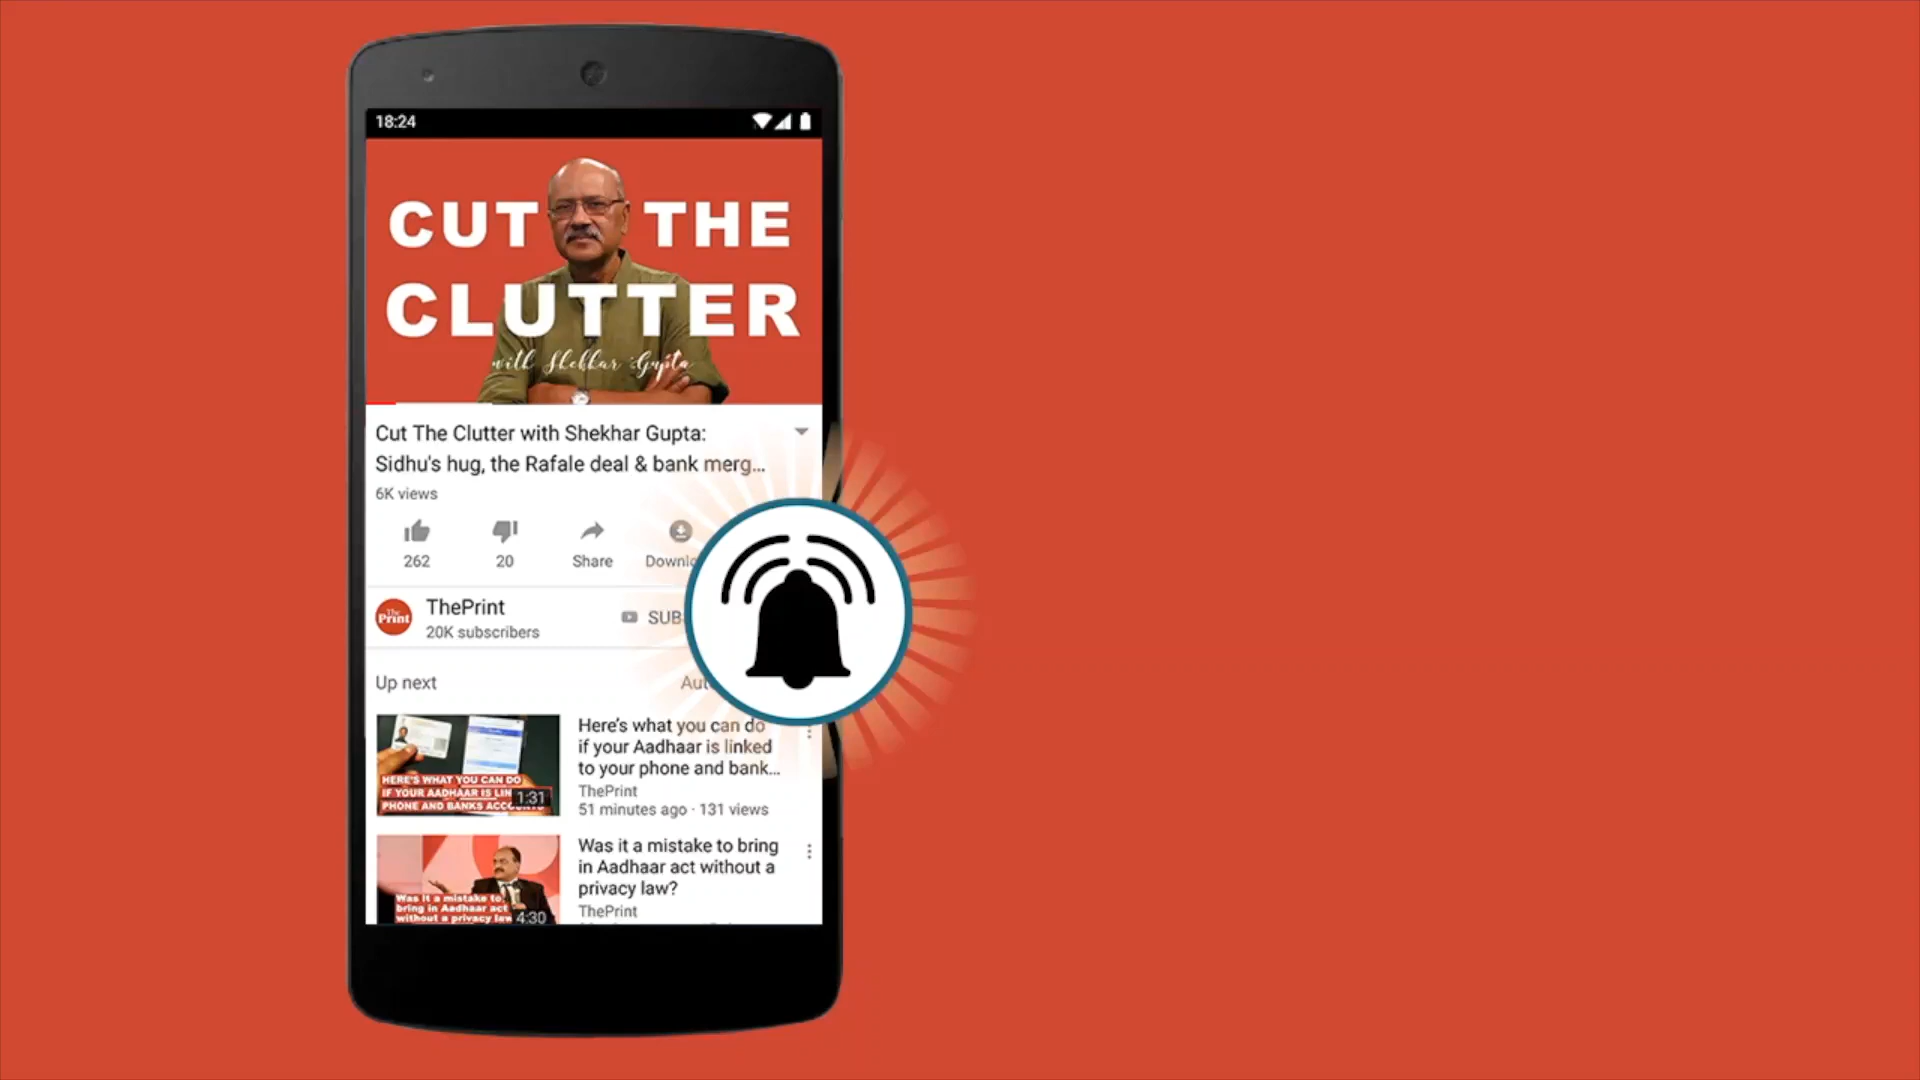 18:24
CUT THE
CLUTTER
with Shekhar Gupta
Cut The Clutter with Shekhar Gupta:
Sidhu's hug, the Rafale deal & bank merg...
6K views
262
20
Share
Downlo
The
Print
ThePrint
20K subscribers
SUB
Up next
Aut
HERE'S WHAT YOU CAN DO
IF YOUR AADHAAR IS LIN
PHONE AND BANKS ACCOUNTS
1:31
Here's what you can do
if your Aadhaar is linked
to your phone and bank...
ThePrint
51 minutes ago · 131 views
Was it a mistake to
bring in Aadhaar act
without a privacy law
4:30
Was it a mistake to bring
in Aadhaar act without a
privacy law?
ThePrint